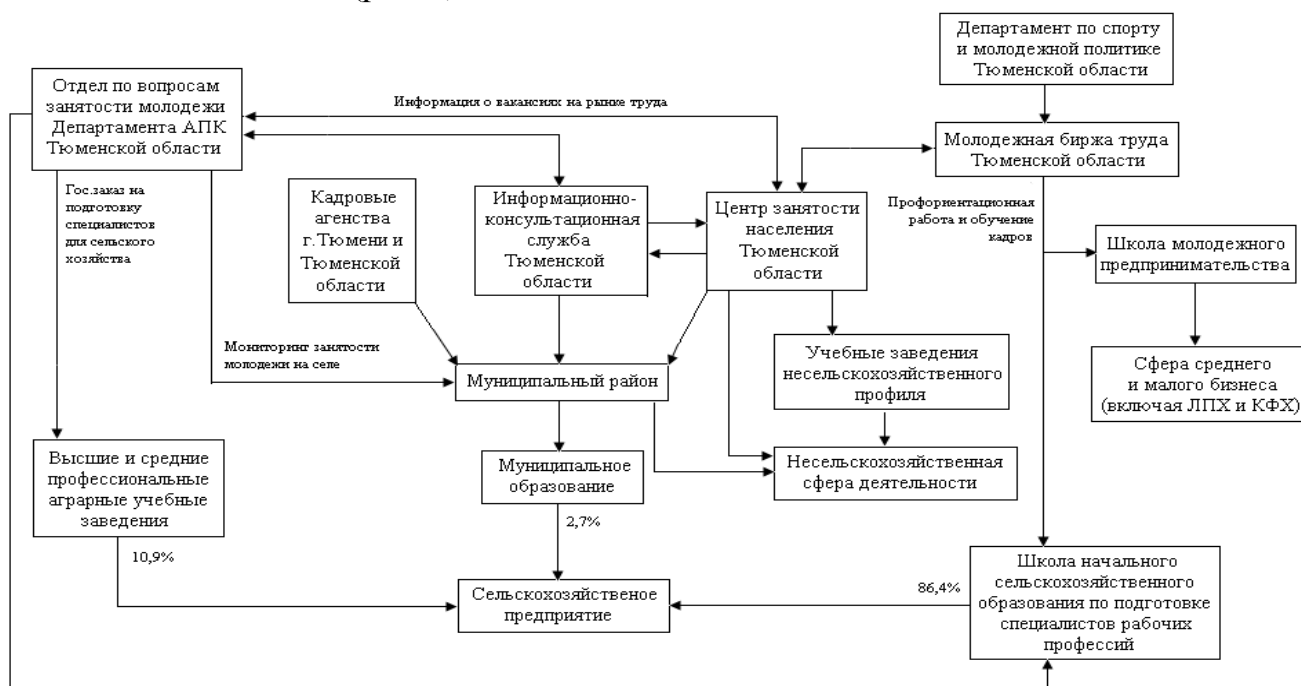 Департамент по спорту
и молодежной политике
Тюменской области
Отдел по вопросам
занятости молодежи
Департамента АПК
Тюменской области
Информация о вакансиях на рынке труда
Молодежная биржа труда
Тюменской области
Гос.заказ на
подготовку
специалистов
для сельского
хозяйства
Кадровые
агенства
г.Тюмени и
Тюменской
области
Информационно-
консультационная
служба
Тюменской
области
Центр занятости
населения
Тюменской
области
Профориентационная
работа и обучение
кадров
Школа молодежного
предпринимательства
Мониторинг занятости
молодежи на селе
Муниципальный район
Учебные заведения
несельскохозяйственного
профиля
Сфера среднего
и малого бизнеса
(включая ЛПХ и КФХ)
Высшие и средние
профессиональные
аграрные учебные
заведения
Муниципальное
образование
Несельскохозяйственная
сфера деятельности
10,9%
2,7%
86,4%
Сельскохозяйственое
предприятие
Школа начального
сельскохозяйственного
образования по подготовке
специалистов рабочих
профессий